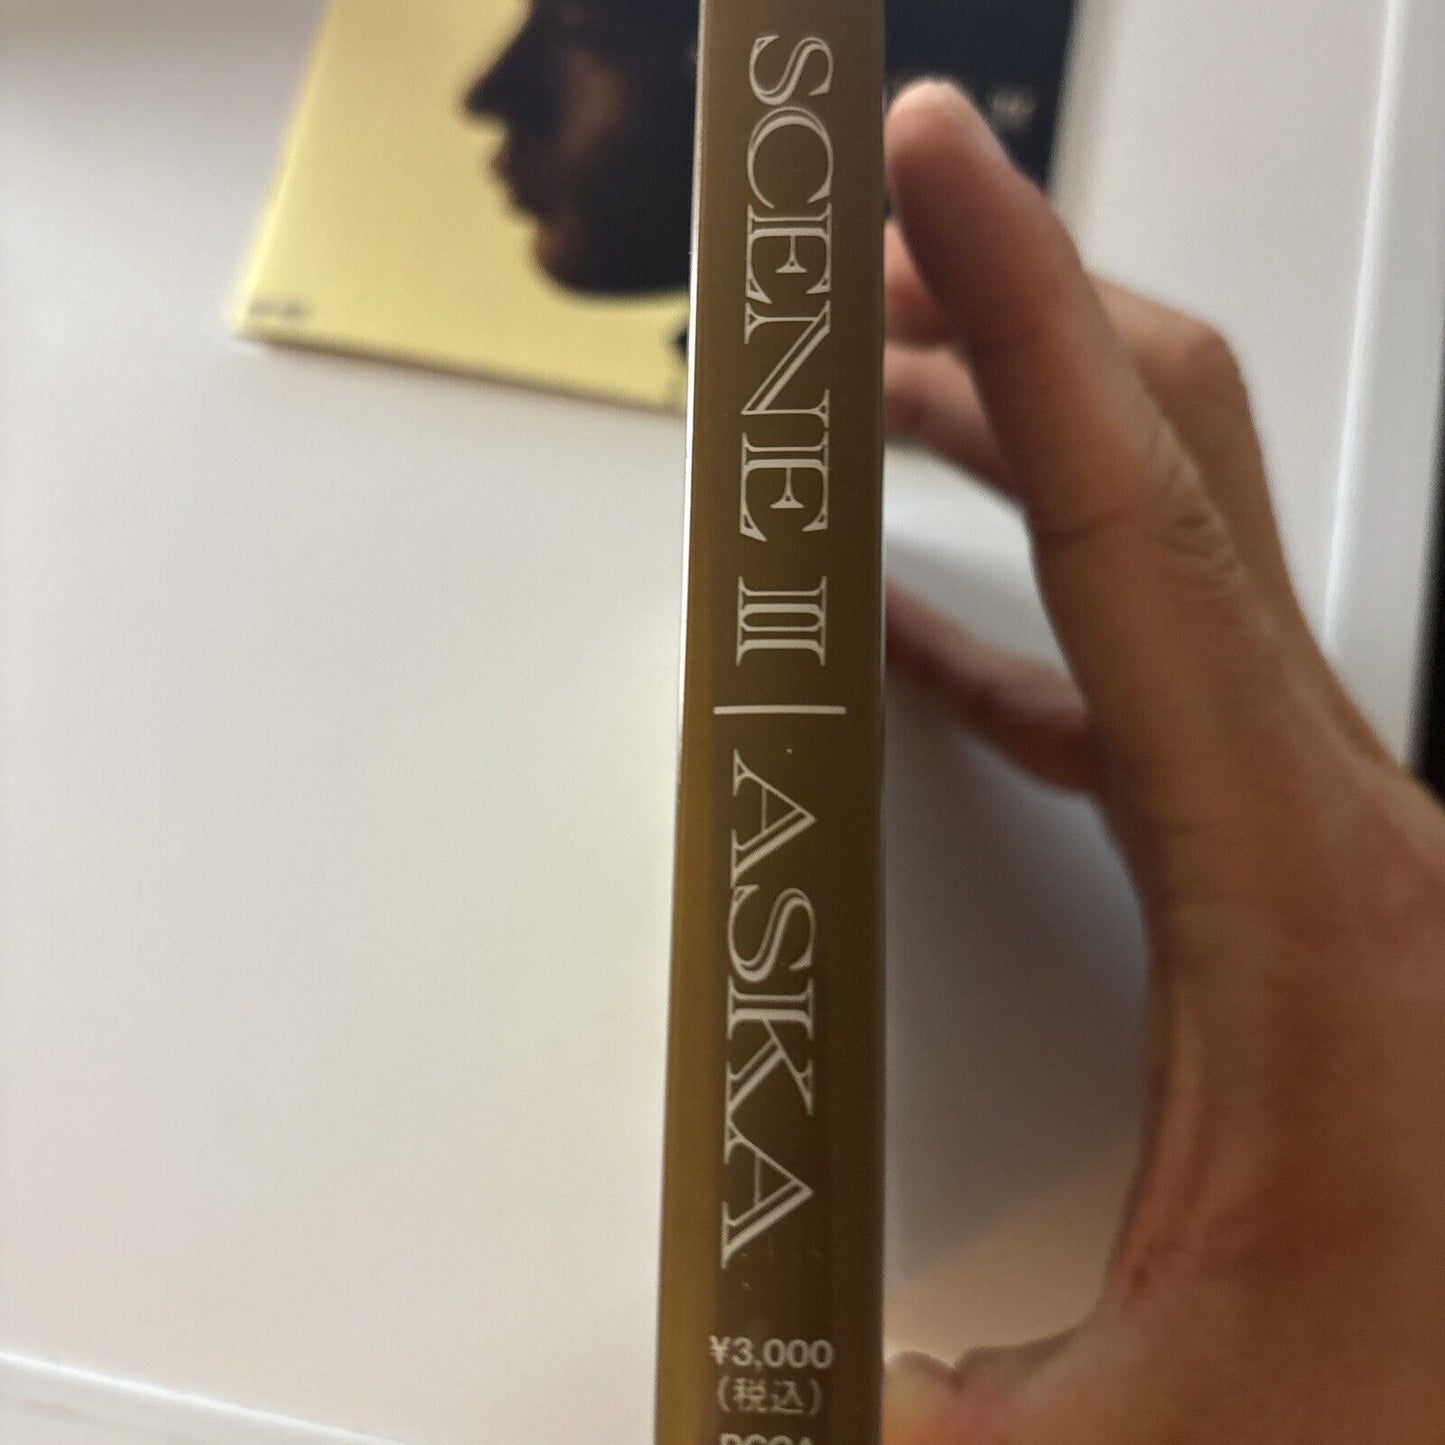 SCENE III | ASKA
¥3,000
(税込)